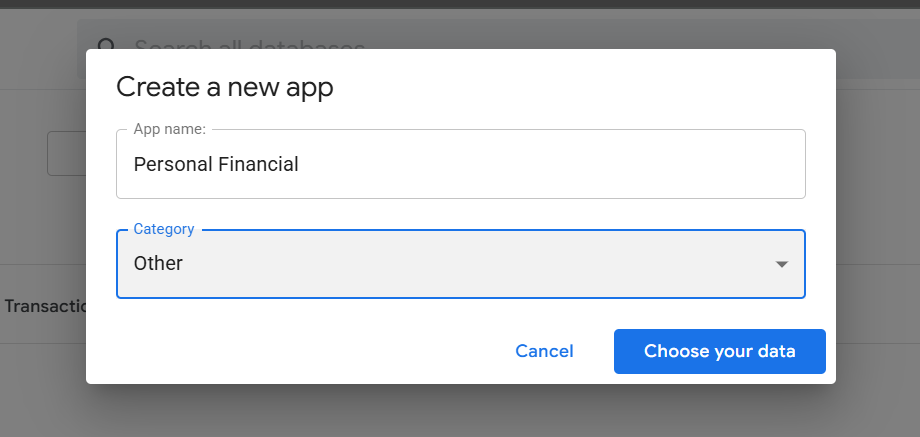 Search all databases
Create a new app
App name:
Personal Financial
Category
Other
Transactio
Cancel
Choose your data